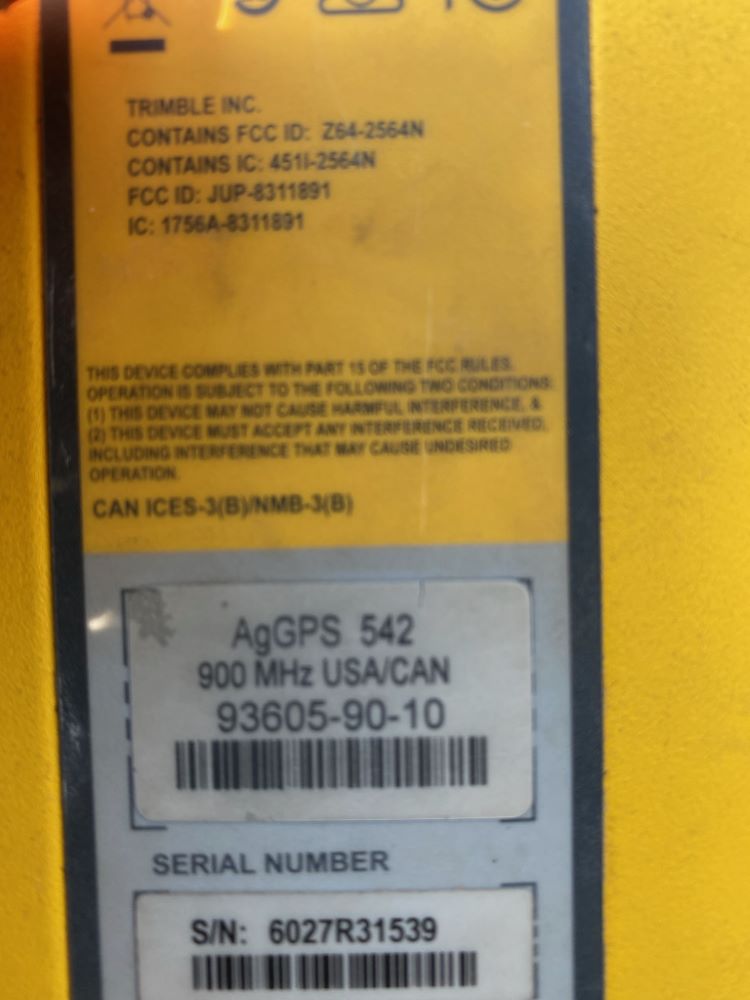 TRIMBLE INC.
CONTAINS FCC ID: Z64-2564N
CONTAINS IC: 451I-2564N
FCC ID: JUP-8311891
IC: 1756A-8311891
THIS DEVICE COMPLIES WITH PART 15 OF THE FCC RULES.
OPERATION IS SUBJECT TO THE FOLLOWING TWO CONDITIONS:
(1) THIS DEVICE MAY NOT CAUSE HARMFUL INTERFERENCE, &
(2) THIS DEVICE MUST ACCEPT ANY INTERFERENCE RECEIVED,
INCLUDING INTERFERENCE THAT MAY CAUSE UNDESIRED
OPERATION.
CAN ICES-3(B)/NMB-3(B)
AgGPS 542
900 MHz USA/CAN
93605-90-10
SERIAL NUMBER
S/N: 6027R31539